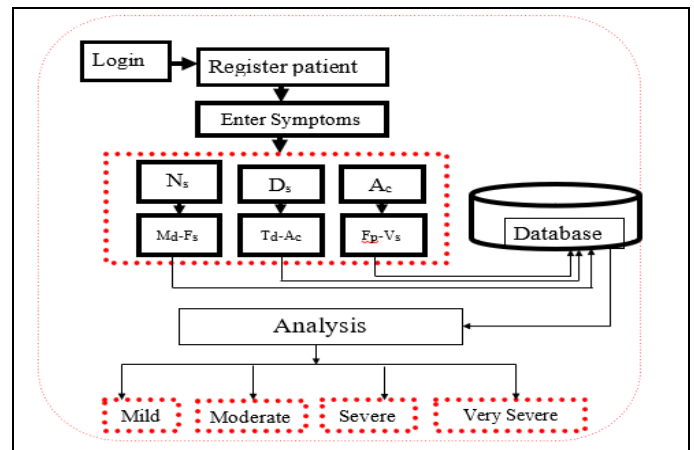 Login
Register patient
Enter Symptoms
Ns Ds Ac
Md-Fs Td-Ac Fp-Vs
Database
Analysis
Mild Moderate Severe Very Severe